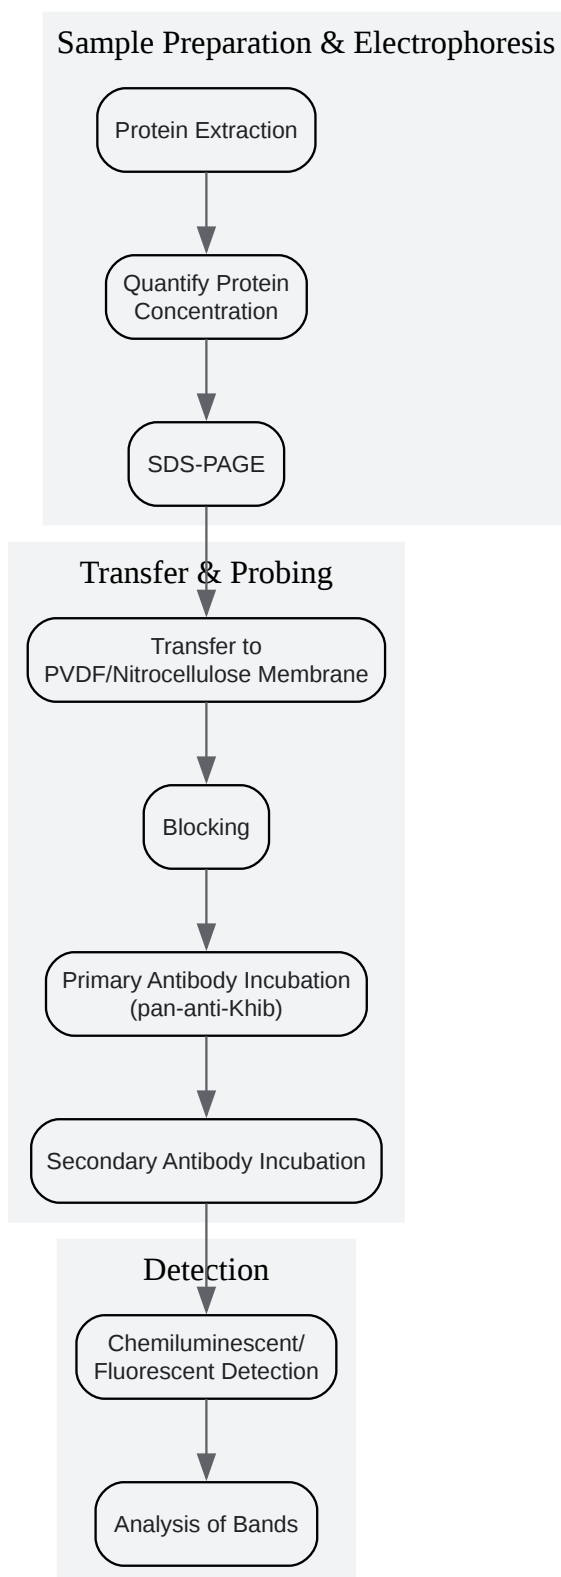 Sample Preparation & Electrophoresis
Protein Extraction
Quantify Protein
Concentration
SDS-PAGE
Transfer & Probing
Transfer to
PVDF/Nitrocellulose Membrane
Blocking
Primary Antibody Incubation
(pan-anti-Khib)
Secondary Antibody Incubation
Detection
Chemiluminescent/
Fluorescent Detection
Analysis of Bands